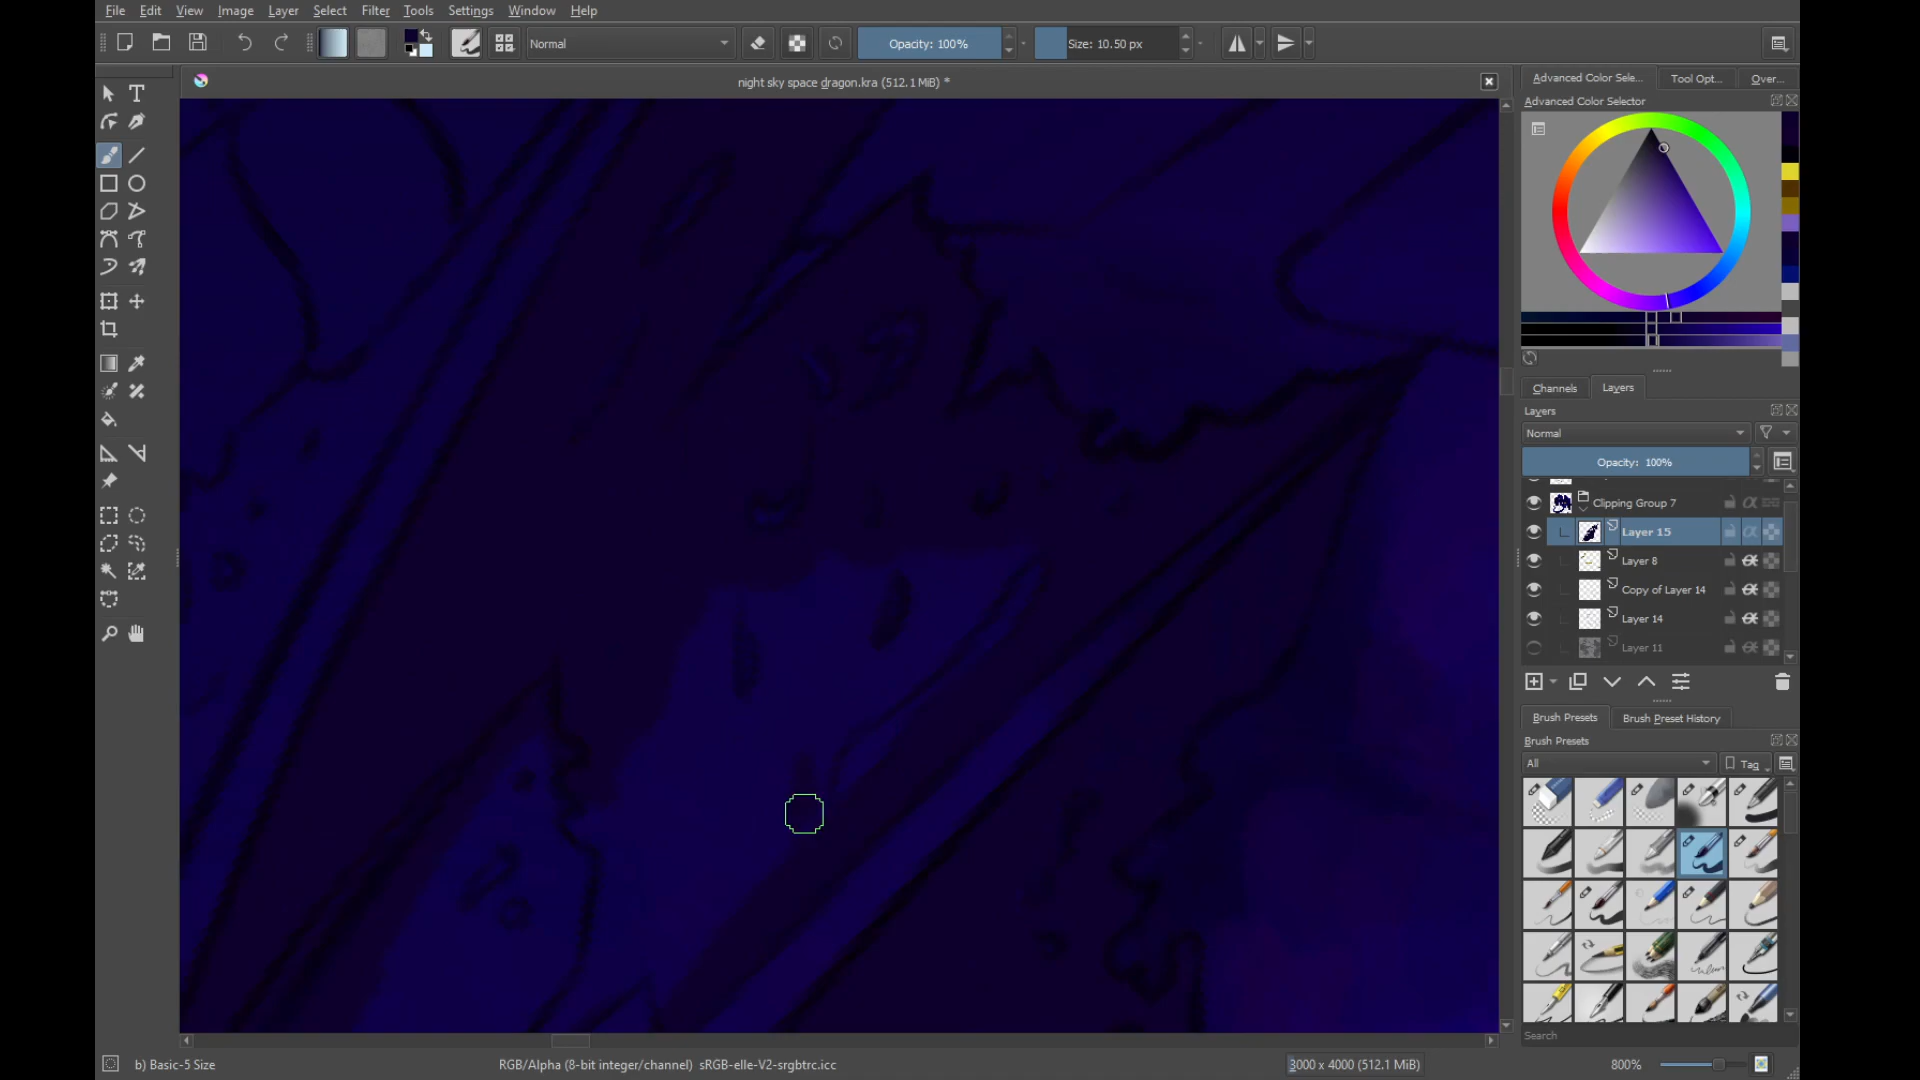 File Edit View Image Layer Select Filter Tools Settings Window Help
Normal
Opacity: 100%
Size: 10.50 px
night sky space dragon.kra (512.1 MiB) *
Advanced Color Sele... Tool Opt... Over...
Advanced Color Selector
Channels Layers
Layers
Normal
Opacity: 100%
Clipping Group 7
Layer 15
Layer 8
Copy of Layer 14
Layer 14
Layer 11
Brush Presets Brush Preset History
Brush Presets
All
Tag
Search
b) Basic-5 Size
RGB/Alpha (8-bit integer/channel) sRGB-elle-V2-srgbtrc.icc
3000 x 4000 (512.1 MiB)
800%